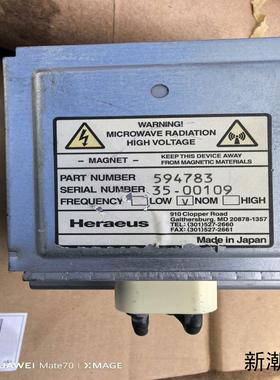 WARNING!
MICROWAVE RADIATION
HIGH VOLTAGE
– MAGNET –
KEEP THIS DEVICE AWAY
FROM MAGNETIC MATERIALS
PART NUMBER 594783
SERIAL NUMBER 35-00109
FREQUENCY LOW v NOM HIGH
Heraeus
910 Clopper Road
Gaithersburg, MD 20878-1357
TEL: (301)527-2660
FAX: (301)527-2661
Made in Japan
HUAWEI Mate70 | XMAGE
新潮